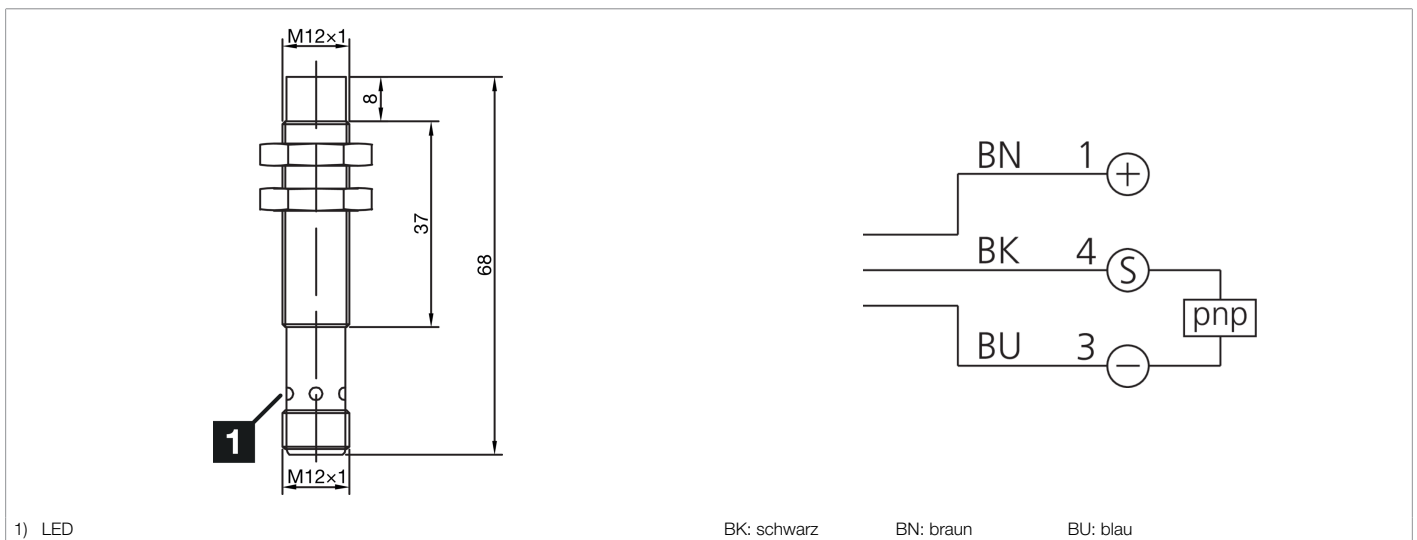 M12×1
8
37
68
1
M12×1
BN 1 +
BK 4 S
pnp
BU 3 −
1) LED
BK: schwarz BN: braun BU: blau